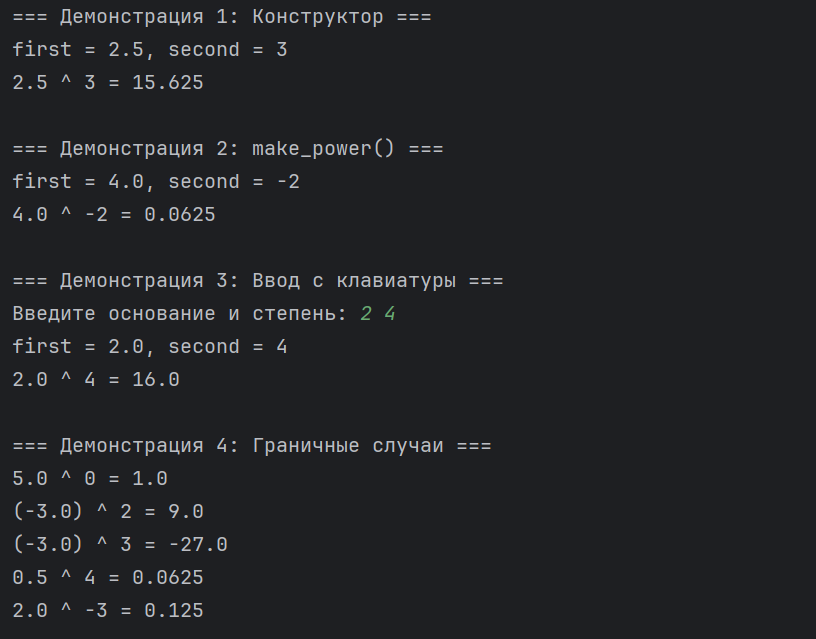 === Демонстрация 1: Конструктор ===
first = 2.5, second = 3
2.5 ^ 3 = 15.625
=== Демонстрация 2: make_power() ===
first = 4.0, second = -2
4.0 ^ -2 = 0.0625
=== Демонстрация 3: Ввод с клавиатуры ===
Введите основание и степень: 2 4
first = 2.0, second = 4
2.0 ^ 4 = 16.0
=== Демонстрация 4: Граничные случаи ===
5.0 ^ 0 = 1.0
(-3.0) ^ 2 = 9.0
(-3.0) ^ 3 = -27.0
0.5 ^ 4 = 0.0625
2.0 ^ -3 = 0.125